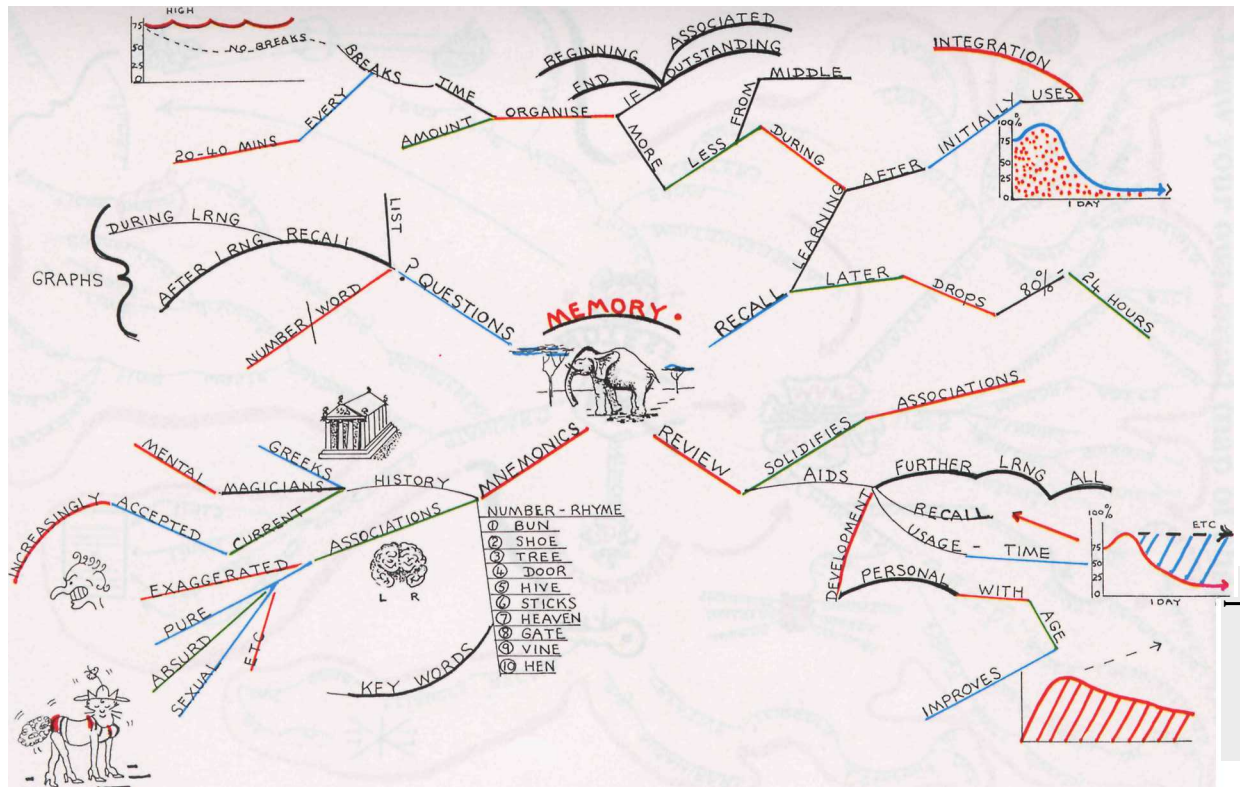 MEMORY.
RECALL
LEARNING
DURING
LESS
FROM
MIDDLE
MORE
IF
BEGINNING
END
ASSOCIATED
OUTSTANDING
ORGANISE
TIME
AMOUNT
BREAKS
EVERY
20-40 MINS
HIGH
NO BREAKS
75
50
25
0
AFTER
INITIALLY
USES
INTEGRATION
100%
75
50
25
0
1 DAY
LATER
DROPS
80%
24 HOURS
? QUESTIONS
LIST
AFTER LRNG RECALL
DURING LRNG
GRAPHS
NUMBER/WORD
REVIEW
SOLIDIFIES
ASSOCIATIONS
AIDS
FURTHER LRNG ALL
RECALL
USAGE - TIME
DEVELOPMENT
PERSONAL
WITH
AGE
IMPROVES
100%
75
50
25
0
ETC
1 DAY
MNEMONICS
HISTORY
GREEKS
MAGICIANS
MENTAL
CURRENT
ACCEPTED
INCREASINGLY
ASSOCIATIONS
L R
EXAGGERATED
PURE
ABSURD
SEXUAL
ETC
NUMBER-RHYME
1 BUN
2 SHOE
3 TREE
4 DOOR
5 HIVE
6 STICKS
7 HEAVEN
8 GATE
9 VINE
10 HEN
KEY WORDS